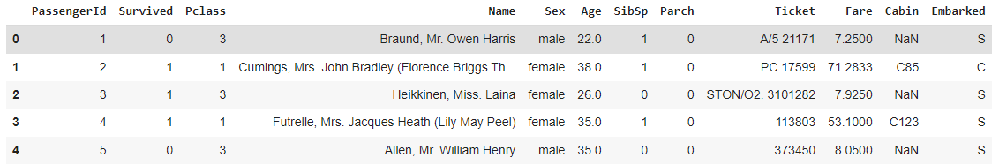 PassengerId Survived Pclass Name Sex Age SibSp Parch Ticket Fare Cabin Embarked
0 1 0 3 Braund, Mr. Owen Harris male 22.0 1 0 A/5 21171 7.2500 NaN S
1 2 1 1 Cumings, Mrs. John Bradley (Florence Briggs Th... female 38.0 1 0 PC 17599 71.2833 C85 C
2 3 1 3 Heikkinen, Miss. Laina female 26.0 0 0 STON/O2. 3101282 7.9250 NaN S
3 4 1 1 Futrelle, Mrs. Jacques Heath (Lily May Peel) female 35.0 1 0 113803 53.1000 C123 S
4 5 0 3 Allen, Mr. William Henry male 35.0 0 0 373450 8.0500 NaN S